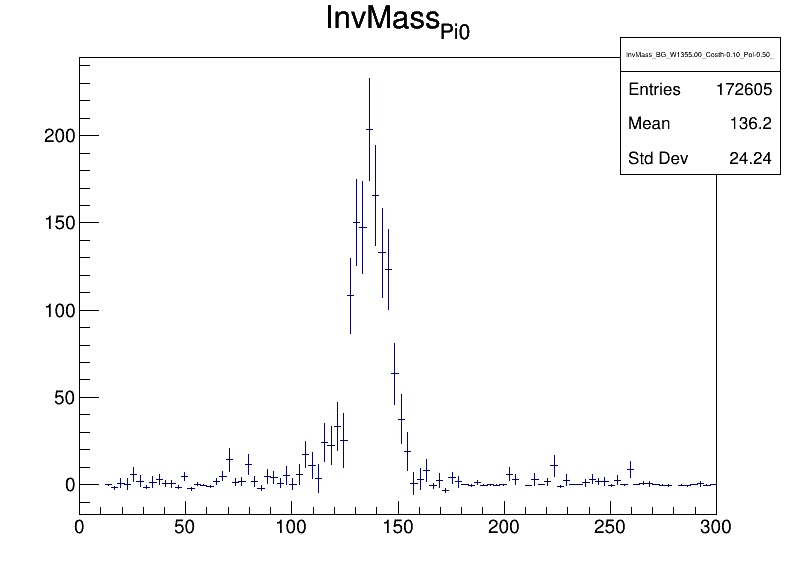 InvMass_Pi0
InvMass_BG_W1355.00_Costh-0.10_Pol-0.50_
Entries 172605
Mean 136.2
Std Dev 24.24
200
150
100
50
0
0 50 100 150 200 250 300